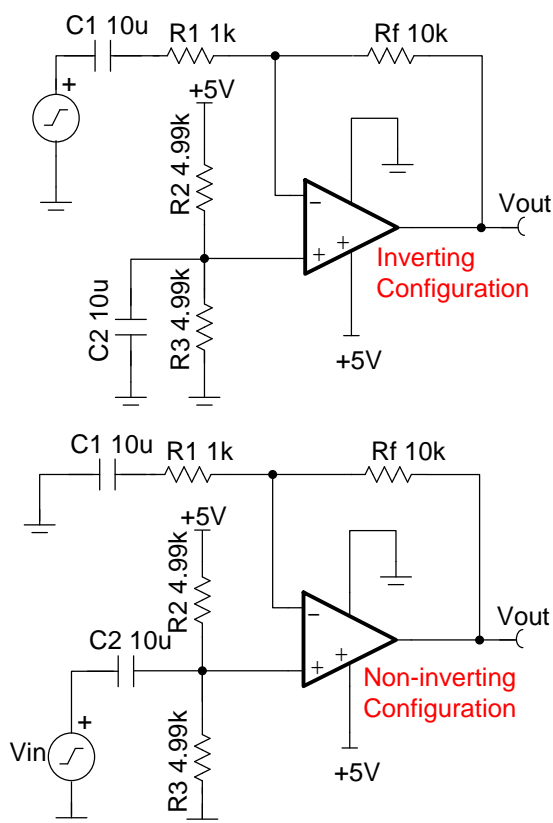 C1 10u
R1 1k
Rf 10k
+
+5V
R2 4.99k
−
+
+
Vout
Inverting
Configuration
C2 10u
R3 4.99k
+5V
C1 10u
R1 1k
Rf 10k
+5V
R2 4.99k
−
+
+
Vout
C2 10u
Non-inverting
Configuration
+
Vin
R3 4.99k
+5V